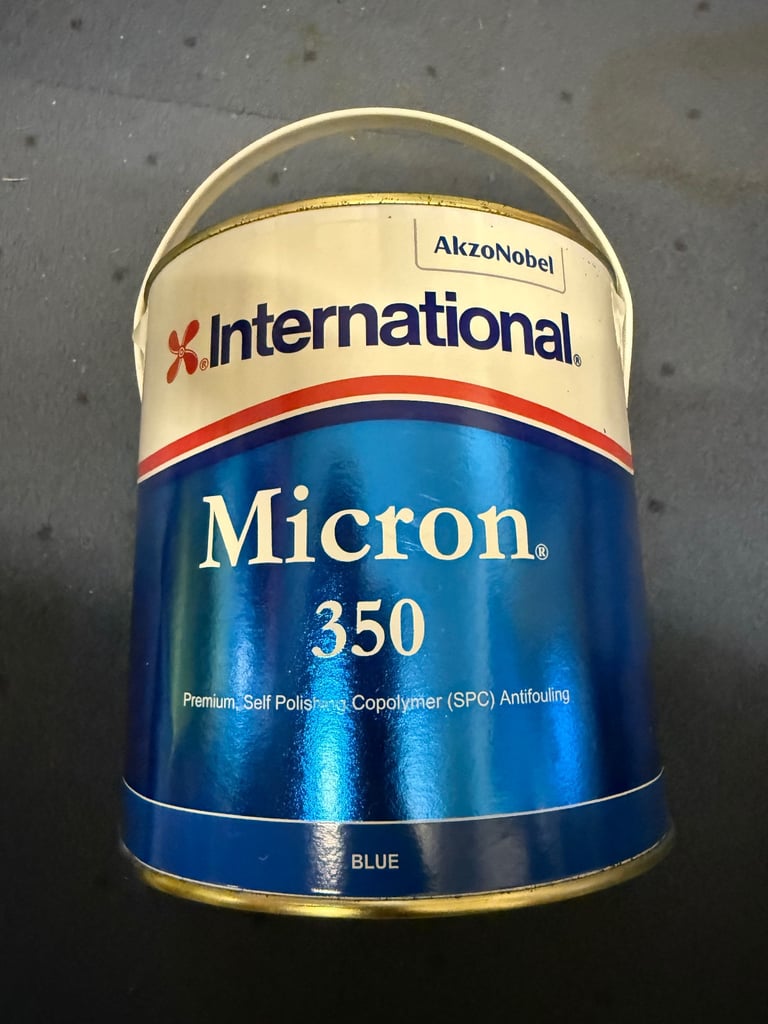 AkzoNobel
International®
Micron®
350
Premium, Self Polishing Copolymer (SPC) Antifouling
BLUE